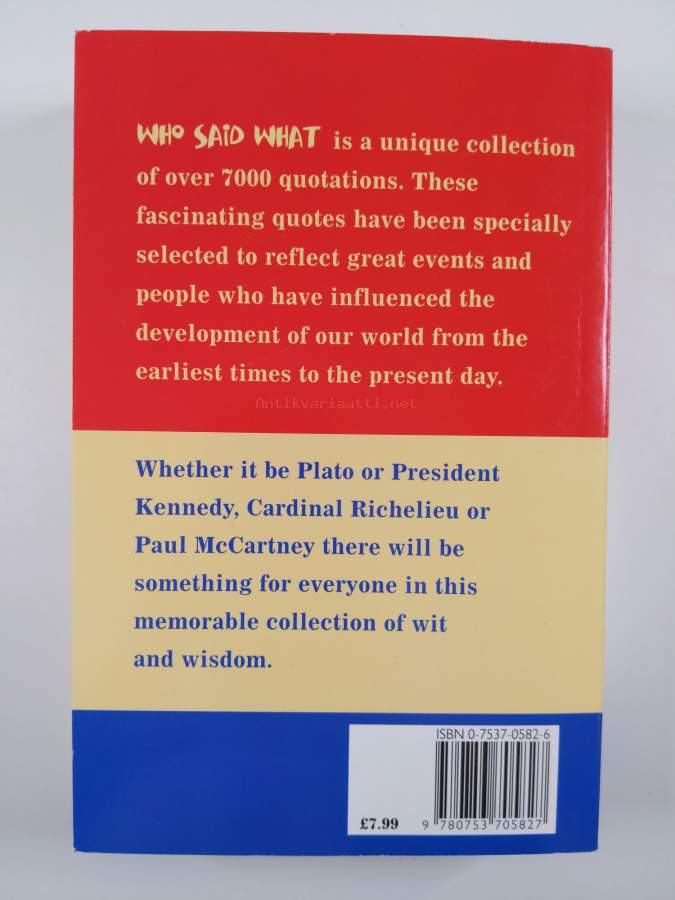 WHO SAID WHAT is a unique collection
of over 7000 quotations. These
fascinating quotes have been specially
selected to reflect great events and
people who have influenced the
development of our world from the
earliest times to the present day.
Antikvariaatti.net
Whether it be Plato or President
Kennedy, Cardinal Richelieu or
Paul McCartney there will be
something for everyone in this
memorable collection of wit
and wisdom.
ISBN 0-7537-0582-6
£7.99
9 780753 705827